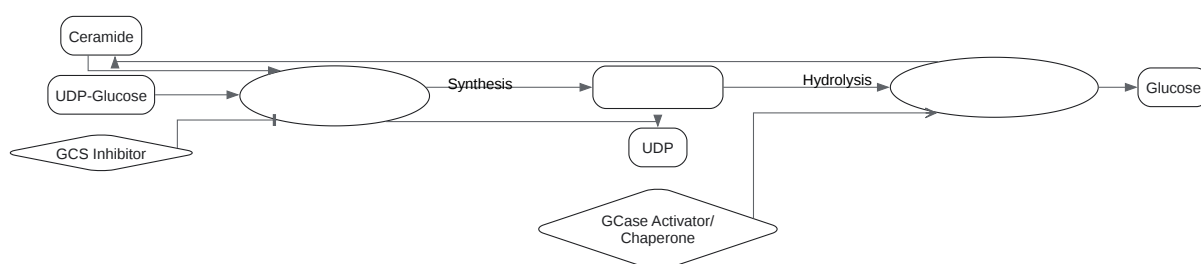 Ceramide
UDP-Glucose
GCS Inhibitor
Synthesis
UDP
GCase Activator/
Chaperone
Hydrolysis
Glucose